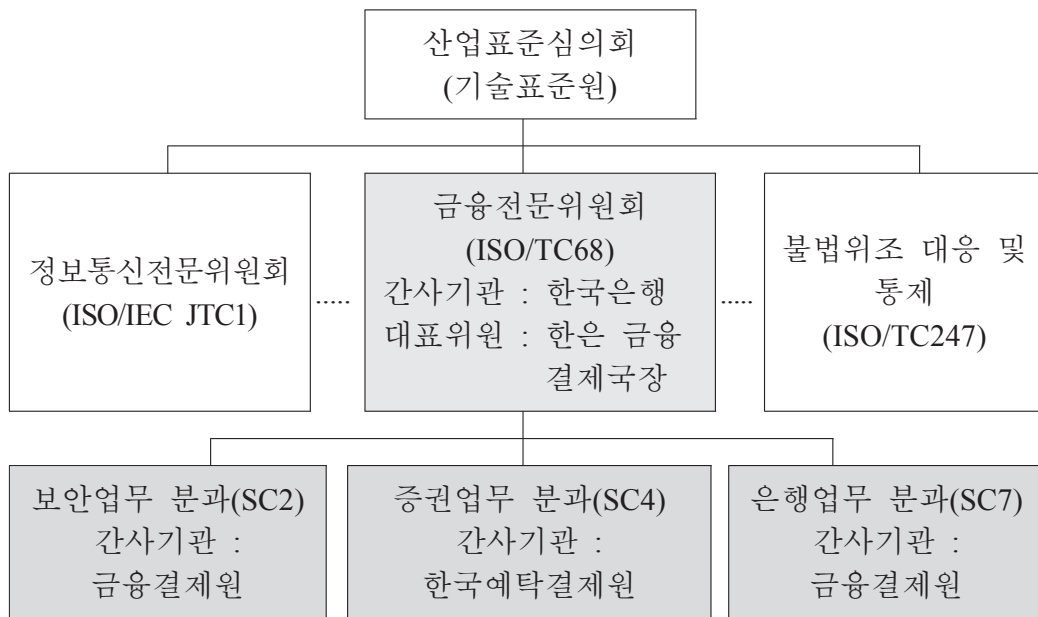 산업표준심의회
(기술표준원)
정보통신전문위원회
(ISO/IEC JTC1)
.....
금융전문위원회
(ISO/TC68)
간사기관 : 한국은행
대표위원 : 한은 금융
결제국장
.....
불법위조 대응 및
통제
(ISO/TC247)
보안업무 분과(SC2)
간사기관 :
금융결제원
증권업무 분과(SC4)
간사기관 :
한국예탁결제원
은행업무 분과(SC7)
간사기관 :
금융결제원